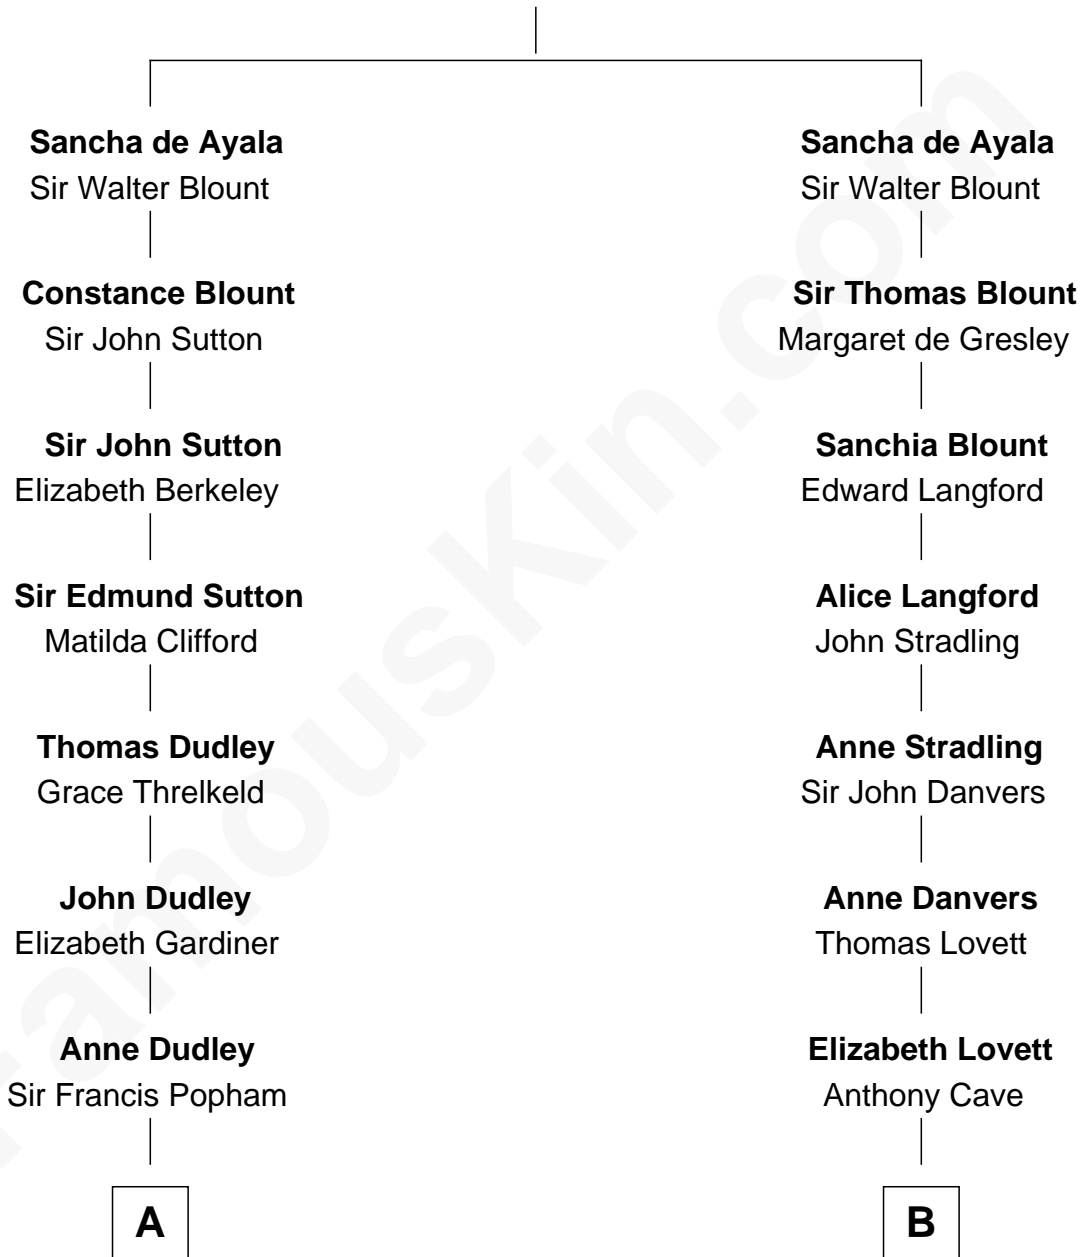 Sancha de Ayala
Sir Walter Blount
Sancha de Ayala
Sir Walter Blount
Constance Blount
Sir John Sutton
Sir Thomas Blount
Margaret de Gresley
Sir John Sutton
Elizabeth Berkeley
Sanchia Blount
Edward Langford
Sir Edmund Sutton
Matilda Clifford
Alice Langford
John Stradling
Thomas Dudley
Grace Threlkeld
Anne Stradling
Sir John Danvers
John Dudley
Elizabeth Gardiner
Anne Danvers
Thomas Lovett
Anne Dudley
Sir Francis Popham
Elizabeth Lovett
Anthony Cave
A
B
FamousKin.com